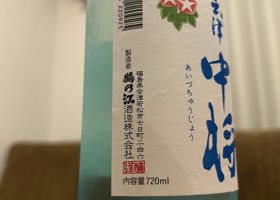 会津中将
あいづちゅうじょう
220925
製造者
鶴乃江酒造株式会社
福島県会津若松市七日町二-四六
内容量720ml